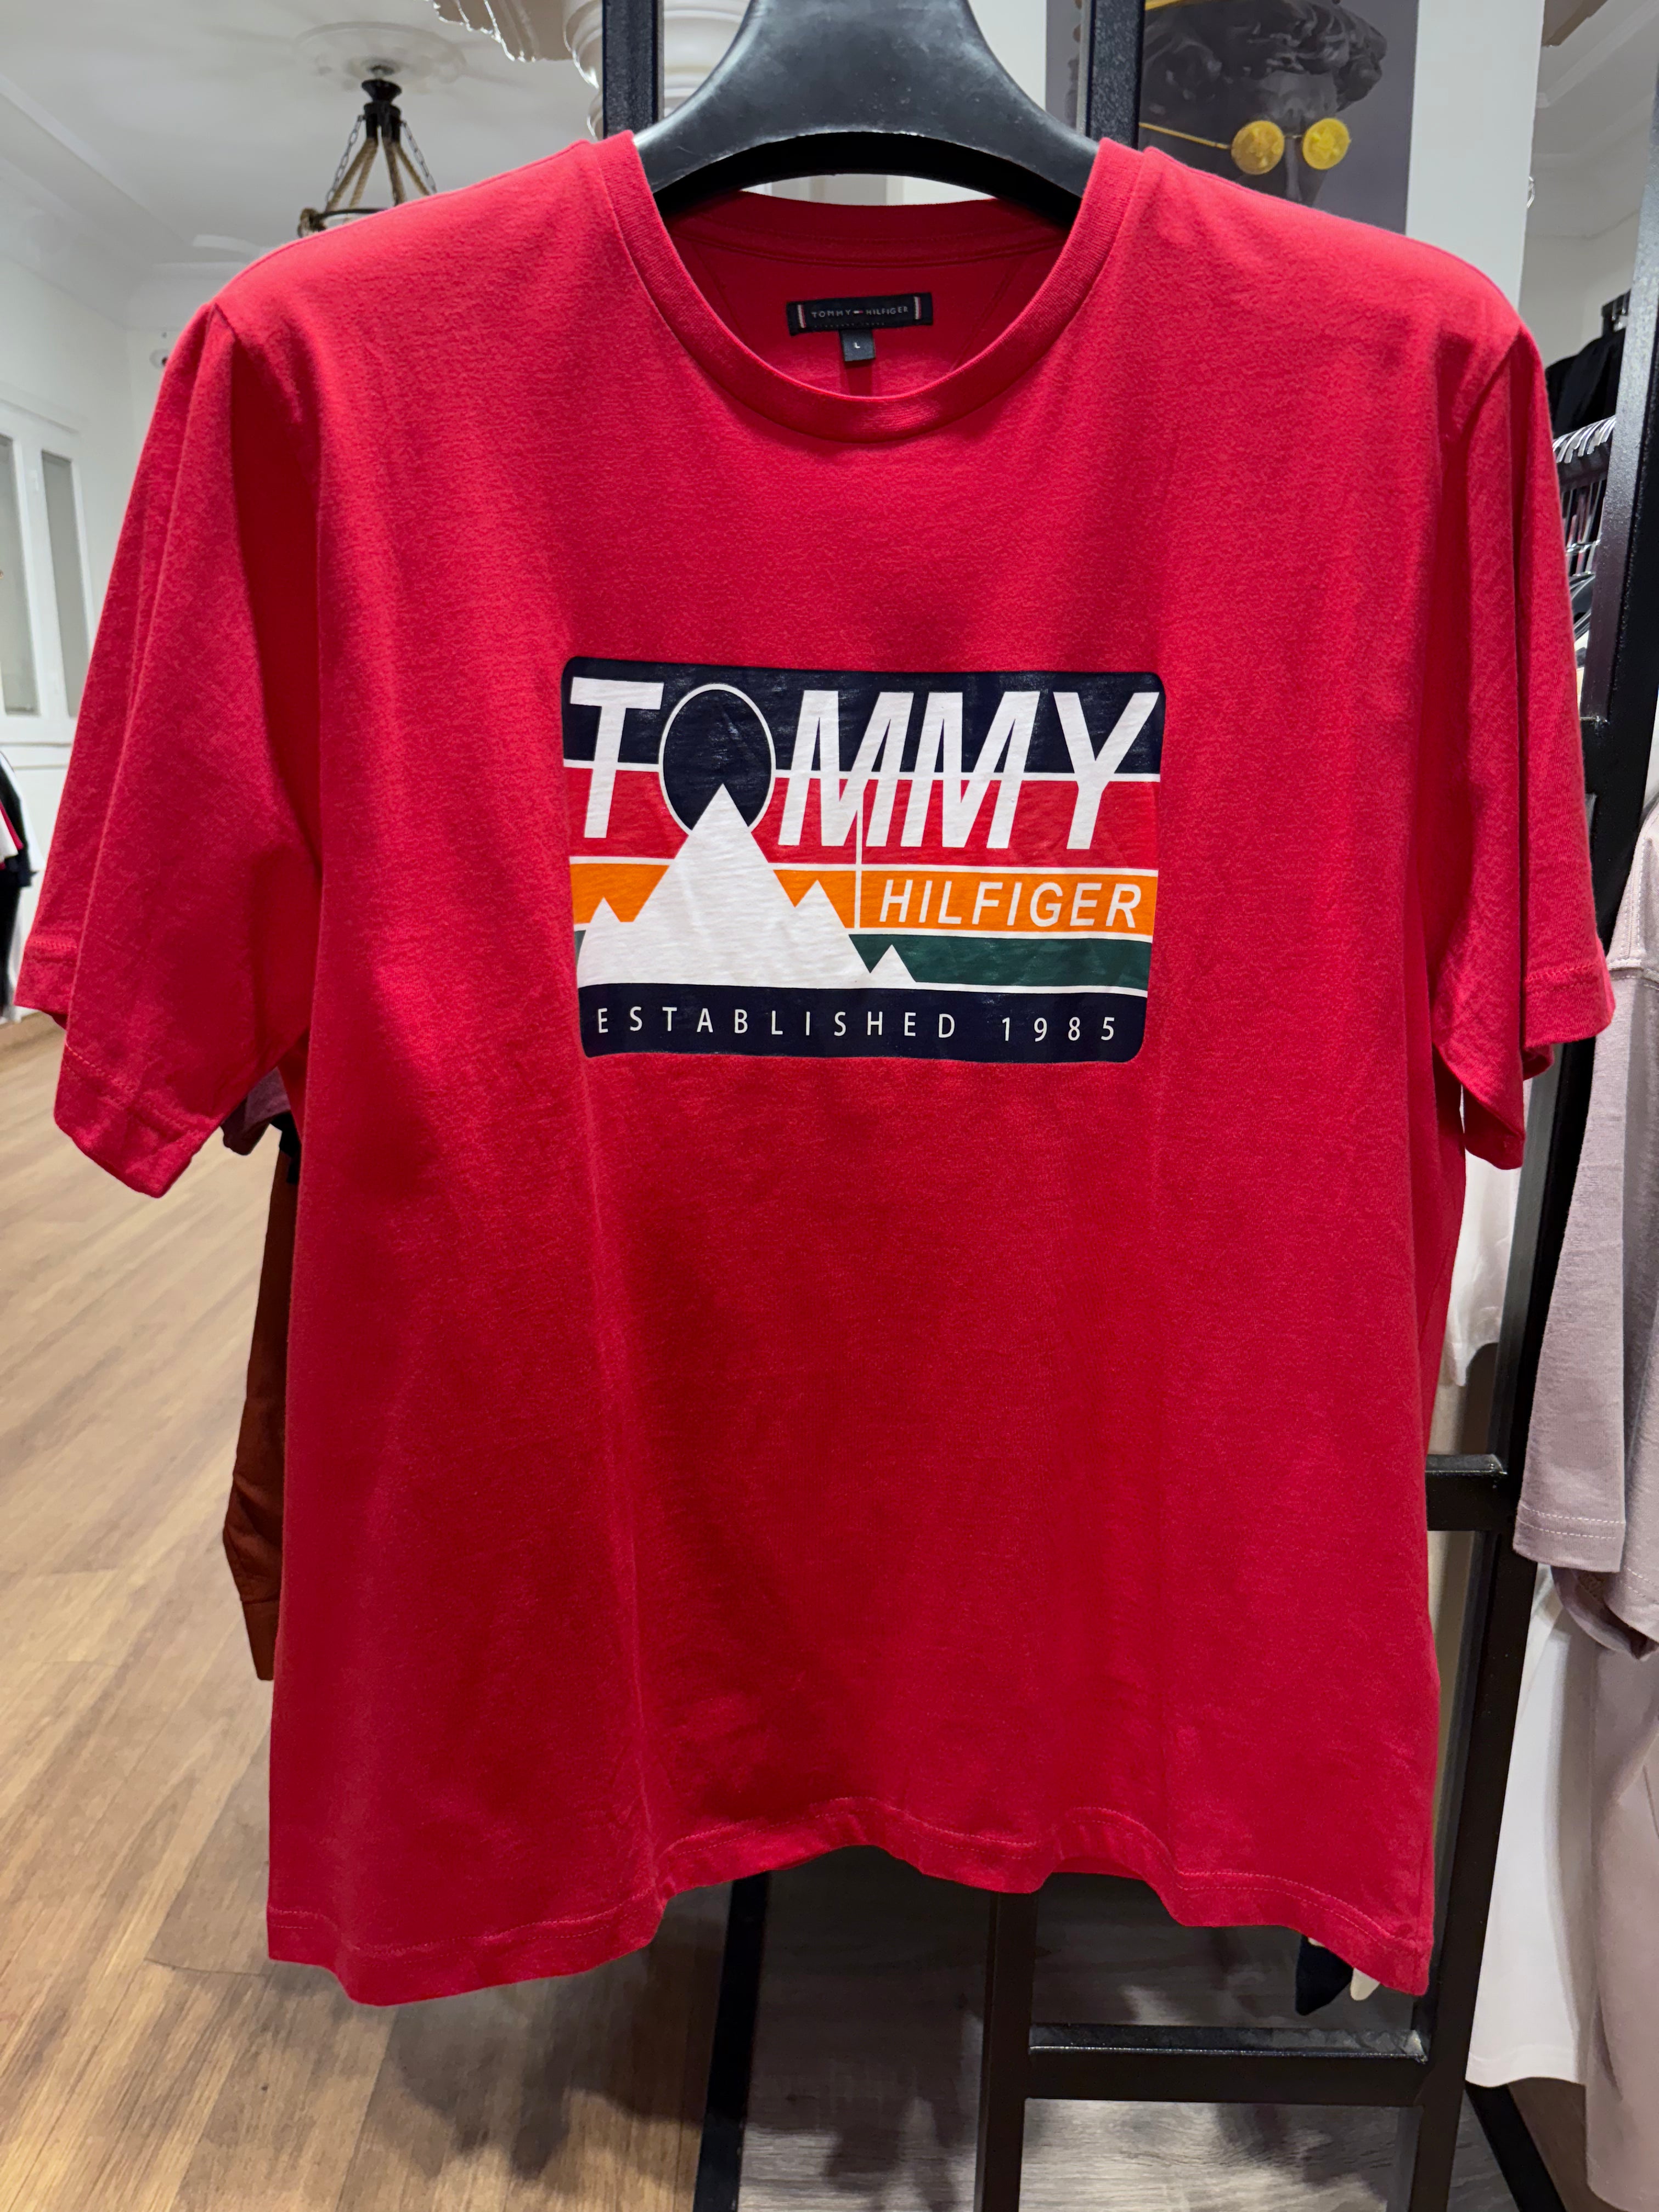 TOMMY HILFIGER
L
TOMMY
HILFIGER
ESTABLISHED 1985